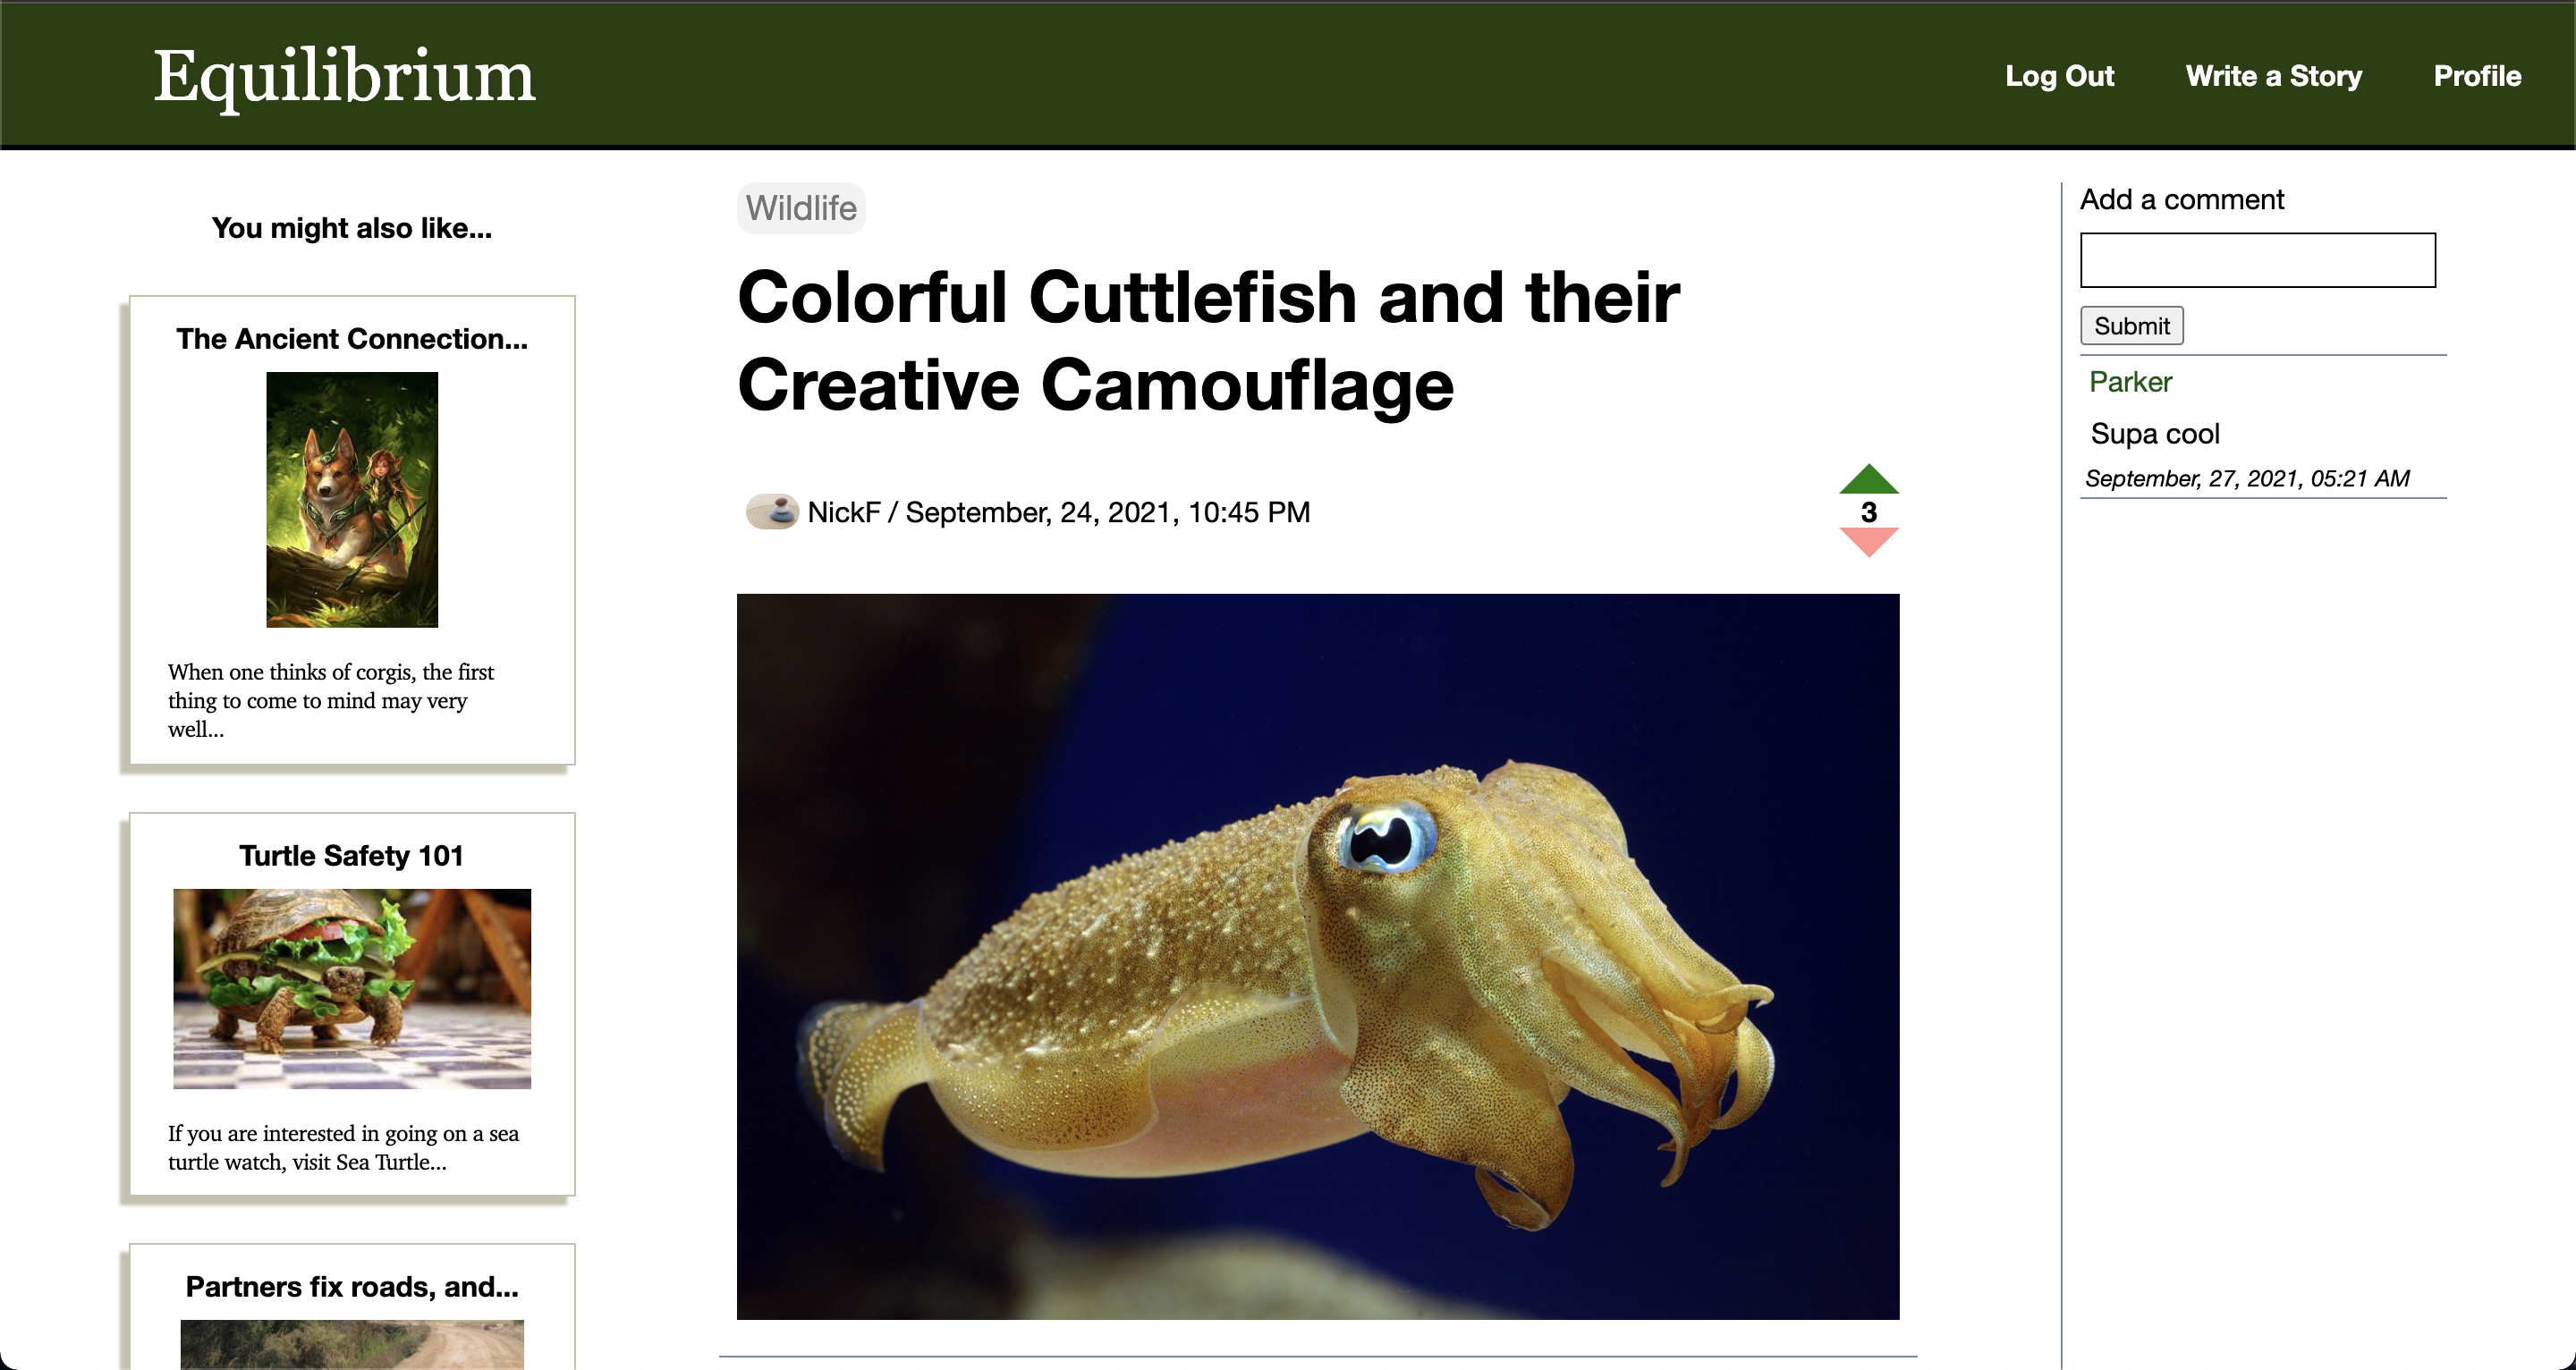 Equilibrium
Log Out
Write a Story
Profile
You might also like...
The Ancient Connection...
When one thinks of corgis, the first
thing to come to mind may very
well...
Turtle Safety 101
If you are interested in going on a sea
turtle watch, visit Sea Turtle...
Partners fix roads, and...
Wildlife
Colorful Cuttlefish and their
Creative Camouflage
NickF / September, 24, 2021, 10:45 PM
3
Add a comment
Submit
Parker
Supa cool
September, 27, 2021, 05:21 AM